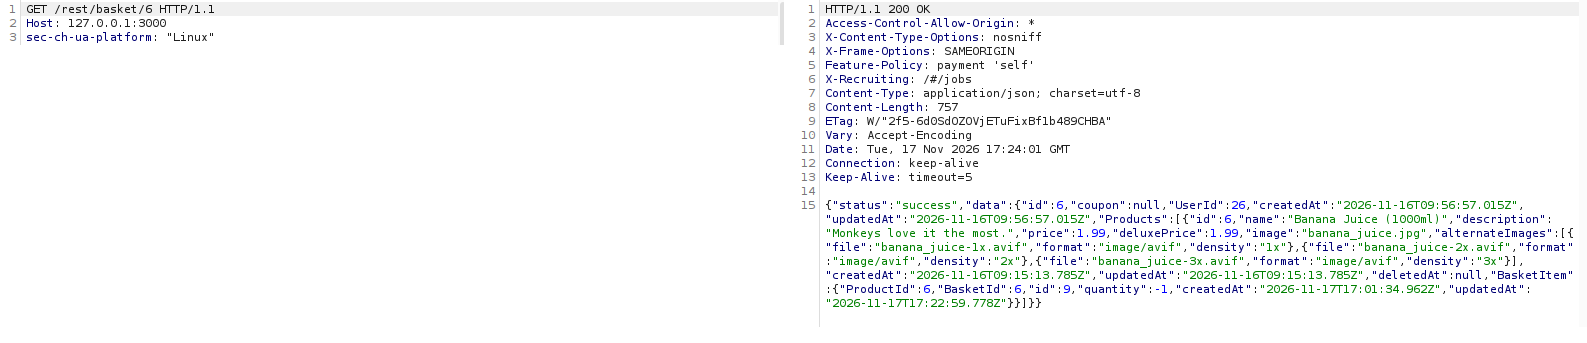 1 GET /rest/basket/6 HTTP/1.1
2 Host: 127.0.0.1:3000
3 sec-ch-ua-platform: "Linux"
1 HTTP/1.1 200 OK
2 Access-Control-Allow-Origin: *
3 X-Content-Type-Options: nosniff
4 X-Frame-Options: SAMEORIGIN
5 Feature-Policy: payment 'self'
6 X-Recruiting: /#/jobs
7 Content-Type: application/json; charset=utf-8
8 Content-Length: 757
9 ETag: W/"2f5-6d0SdOZOVjETuFixBf1b489CHBA"
10 Vary: Accept-Encoding
11 Date: Tue, 17 Nov 2026 17:24:01 GMT
12 Connection: keep-alive
13 Keep-Alive: timeout=5
14
15 {"status":"success","data":{"id":6,"coupon":null,"UserId":26,"createdAt":"2026-11-16T09:56:57.015Z",
"updatedAt":"2026-11-16T09:56:57.015Z","Products":[{"id":6,"name":"Banana Juice (1000ml)","description":
"Monkeys love it the most.","price":1.99,"deluxePrice":1.99,"image":"banana_juice.jpg","alternateImages":[{
"file":"banana_juice-1x.avif","format":"image/avif","density":"1x"},{"file":"banana_juice-2x.avif","format"
:"image/avif","density":"2x"},{"file":"banana_juice-3x.avif","format":"image/avif","density":"3x"}],
"createdAt":"2026-11-16T09:15:13.785Z","updatedAt":"2026-11-16T09:15:13.785Z","deletedAt":null,"BasketItem"
:{"ProductId":6,"BasketId":6,"id":9,"quantity":-1,"createdAt":"2026-11-17T17:01:34.962Z","updatedAt":
"2026-11-17T17:22:59.778Z"}}]}}